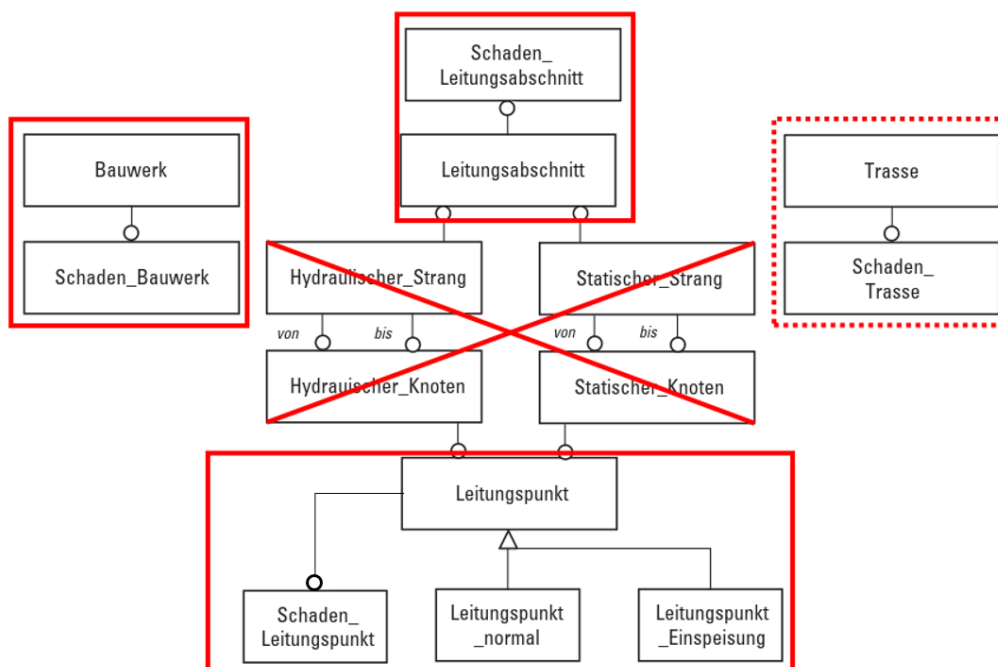 Schaden_
Leitungsabschnitt
Bauwerk
Leitungsabschnitt
Trasse
Schaden_Bauwerk
Hydraulischer_Strang
Statischer_Strang
Schaden_
Trasse
von
bis
von
bis
Hydrauischer_Knoten
Statischer_Knoten
Leitungspunkt
Schaden_
Leitungspunkt
Leitungspunkt
_normal
Leitungspunkt
_Einspeisung